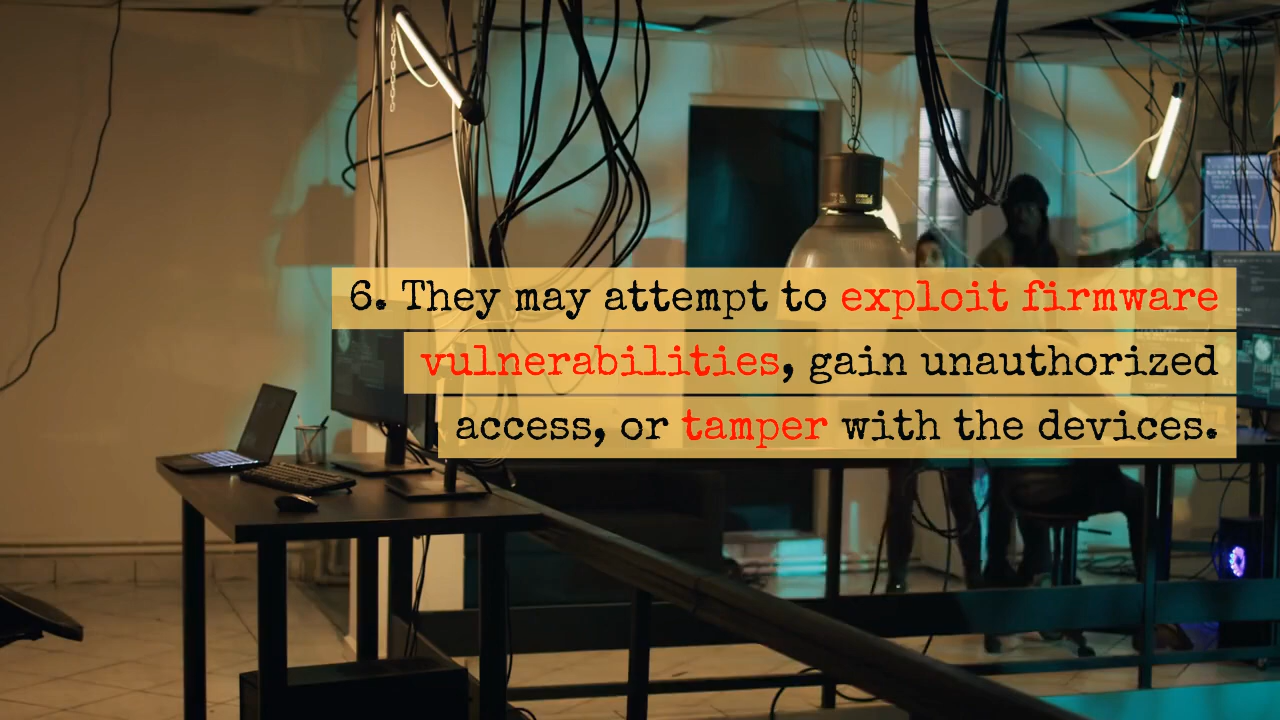 6. They may attempt to exploit firmware
vulnerabilities, gain unauthorized
access, or tamper with the devices.